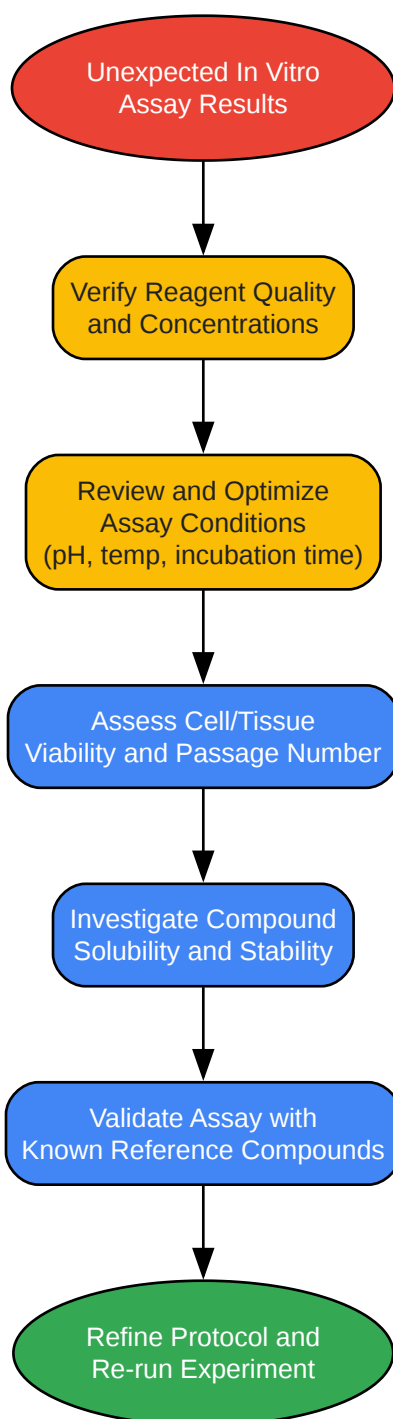 Unexpected In Vitro
Assay Results
Verify Reagent Quality
and Concentrations
Review and Optimize
Assay Conditions
(pH, temp, incubation time)
Assess Cell/Tissue
Viability and Passage Number
Investigate Compound
Solubility and Stability
Validate Assay with
Known Reference Compounds
Refine Protocol and
Re-run Experiment